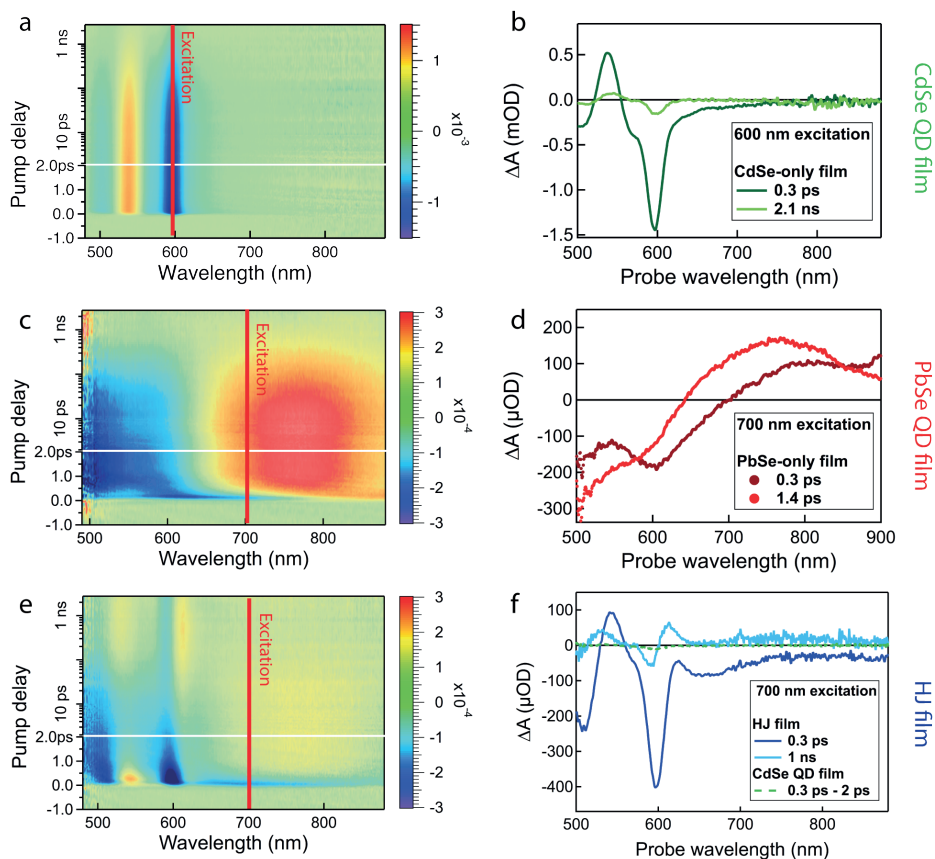 a
Pump delay
1 ns
10 ps
2.0ps
1.0
0.0
-1.0
Excitation
500
600
700
800
Wavelength (nm)
1
0
-1
x10-3
b
ΔA (mOD)
0.5
0.0
-0.5
-1.0
-1.5
600 nm excitation
CdSe-only film
0.3 ps
2.1 ns
500
600
700
800
Probe wavelength (nm)
CdSe QD film
c
Pump delay
1 ns
10 ps
2.0ps
1.0
0.0
-1.0
Excitation
500
600
700
800
Wavelength (nm)
3
2
1
0
-1
-2
-3
x10-4
d
ΔA (μOD)
200
100
0
-100
-200
-300
700 nm excitation
PbSe-only film
0.3 ps
1.4 ps
500
600
700
800
900
Probe wavelength (nm)
PbSe QD film
e
Pump delay
1 ns
10 ps
2.0ps
1.0
0.0
-1.0
Excitation
500
600
700
800
Wavelength (nm)
3
2
1
0
-1
-2
-3
x10-4
f
ΔA (μOD)
100
0
-100
-200
-300
-400
700 nm excitation
HJ film
0.3 ps
1 ns
CdSe QD film
0.3 ps - 2 ps
500
600
700
800
Probe wavelength (nm)
HJ film